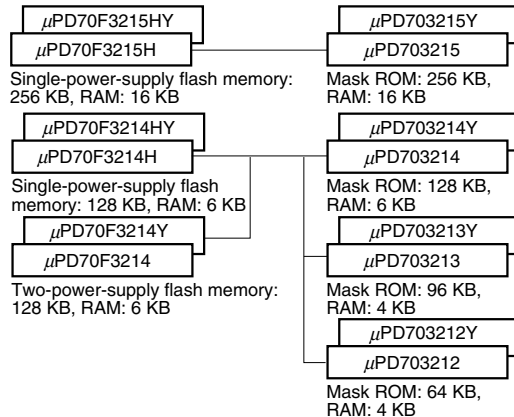 μPD70F3215HY
μPD70F3215H
Single-power-supply flash memory:
256 KB, RAM: 16 KB
μPD703215Y
μPD703215
Mask ROM: 256 KB,
RAM: 16 KB
μPD70F3214HY
μPD70F3214H
Single-power-supply flash
memory: 128 KB, RAM: 6 KB
μPD703214Y
μPD703214
Mask ROM: 128 KB,
RAM: 6 KB
μPD70F3214Y
μPD70F3214
Two-power-supply flash memory:
128 KB, RAM: 6 KB
μPD703213Y
μPD703213
Mask ROM: 96 KB,
RAM: 4 KB
μPD703212Y
μPD703212
Mask ROM: 64 KB,
RAM: 4 KB